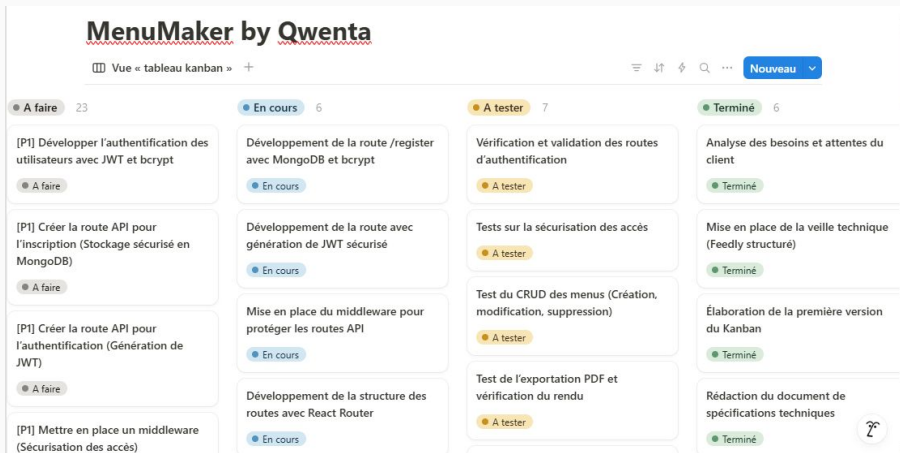 MenuMaker by Qwenta
Vue « tableau kanban »
Nouveau
A faire 23
[P1] Développer l'authentification des
utilisateurs avec JWT et bcrypt
A faire
[P1] Créer la route API pour
l'inscription (Stockage sécurisé en
MongoDB)
A faire
[P1] Créer la route API pour
l'authentification (Génération de
JWT)
A faire
[P1] Mettre en place un middleware
(Sécurisation des accès)
En cours 6
Développement de la route /register
avec MongoDB et bcrypt
En cours
Développement de la route avec
génération de JWT sécurisé
En cours
Mise en place du middleware pour
protéger les routes API
En cours
Développement de la structure des
routes avec React Router
En cours
A tester 7
Vérification et validation des routes
d'authentification
A tester
Tests sur la sécurisation des accès
A tester
Test du CRUD des menus (Création,
modification, suppression)
A tester
Test de l'exportation PDF et
vérification du rendu
A tester
Terminé 6
Analyse des besoins et attentes du
client
Terminé
Mise en place de la veille technique
(Feedly structuré)
Terminé
Élaboration de la première version
du Kanban
Terminé
Rédaction du document de
spécifications techniques
Terminé